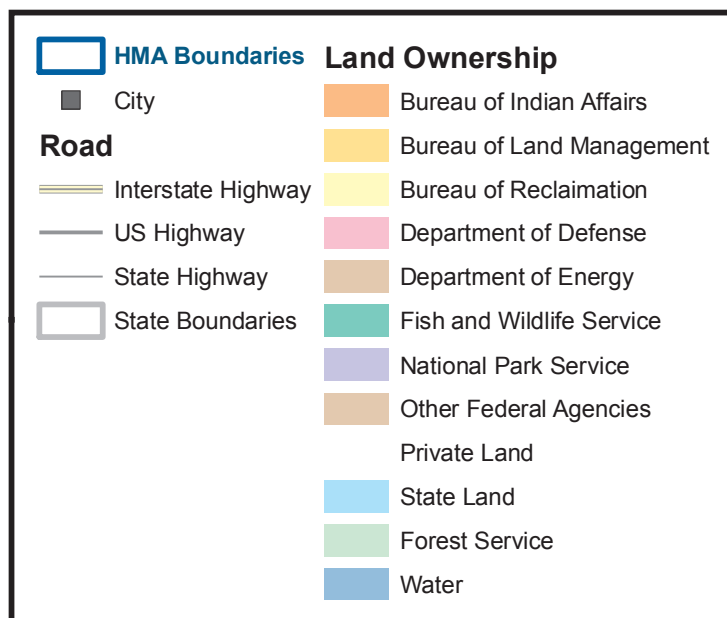 HMA Boundaries
City
Road
Interstate Highway
US Highway
State Highway
State Boundaries
Land Ownership
Bureau of Indian Affairs
Bureau of Land Management
Bureau of Reclamation
Department of Defense
Department of Energy
Fish and Wildlife Service
National Park Service
Other Federal Agencies
Private Land
State Land
Forest Service
Water